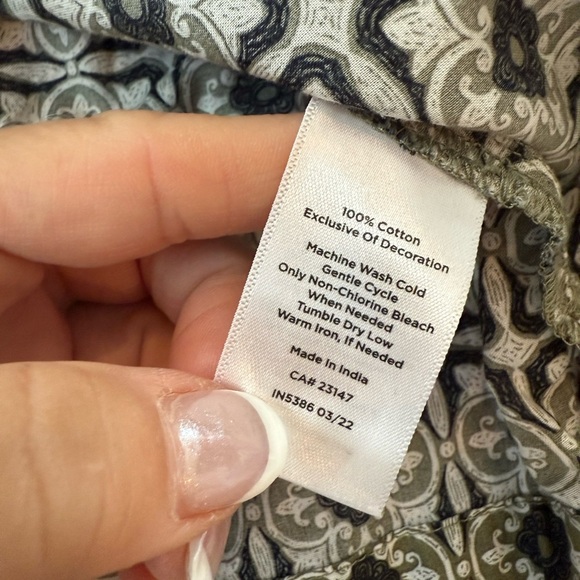 100% Cotton
Exclusive Of Decoration
Machine Wash Cold
Gentle Cycle
Only Non-Chlorine Bleach
When Needed
Tumble Dry Low
Warm Iron, If Needed
Made In India
CA# 23147
IN5386 03/22